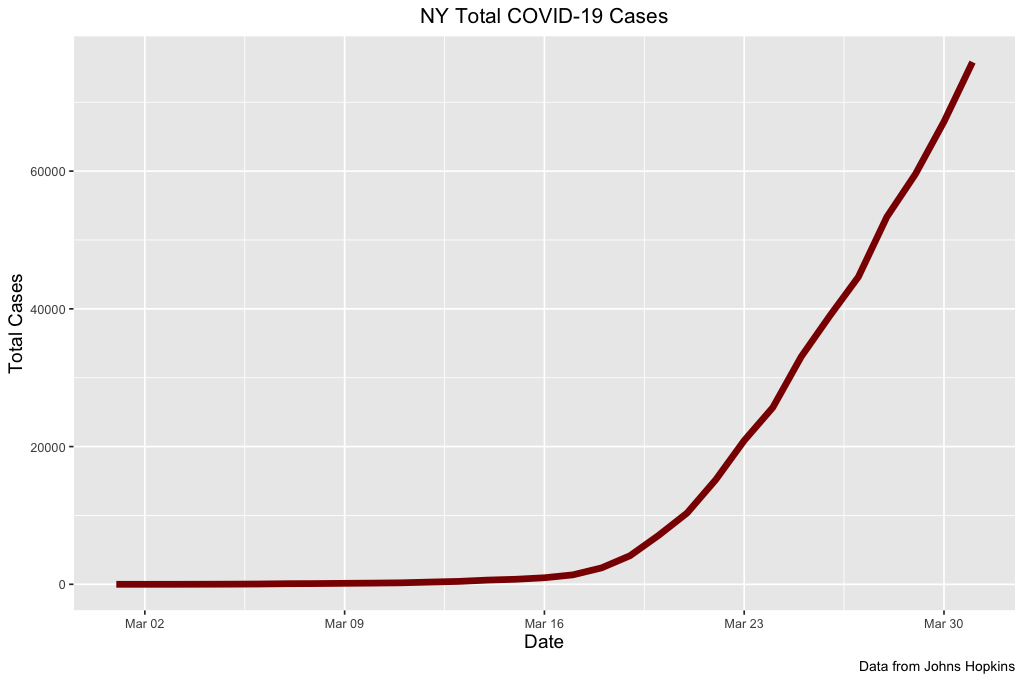 NY Total COVID-19 Cases
Total Cases
60000
40000
20000
0
Mar 02
Mar 09
Mar 16
Mar 23
Mar 30
Date
Data from Johns Hopkins